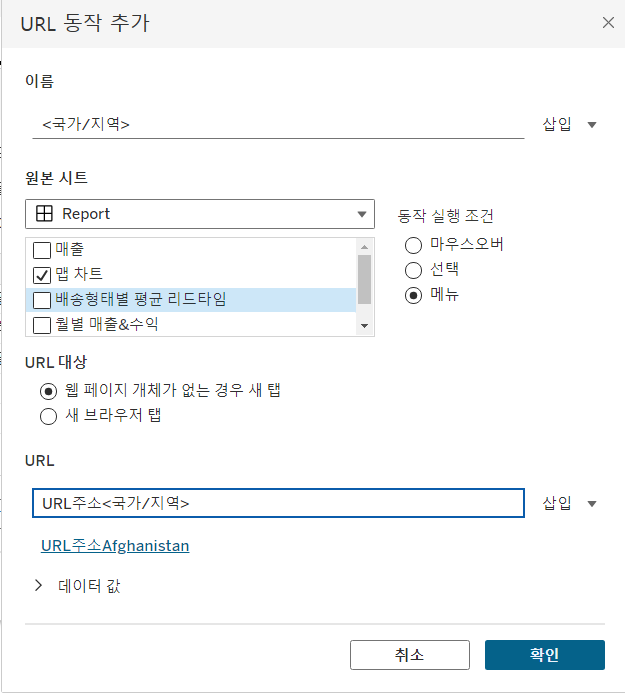 URL 동작 추가
이름
<국가/지역>
삽입
원본 시트
Report
동작 실행 조건
매출
맵 차트
배송형태별 평균 리드타임
월별 매출&수익
마우스오버
선택
메뉴
URL 대상
웹 페이지 개체가 없는 경우 새 탭
새 브라우저 탭
URL
URL주소<국가/지역>
삽입
URL주소Afghanistan
데이터 값
취소
확인